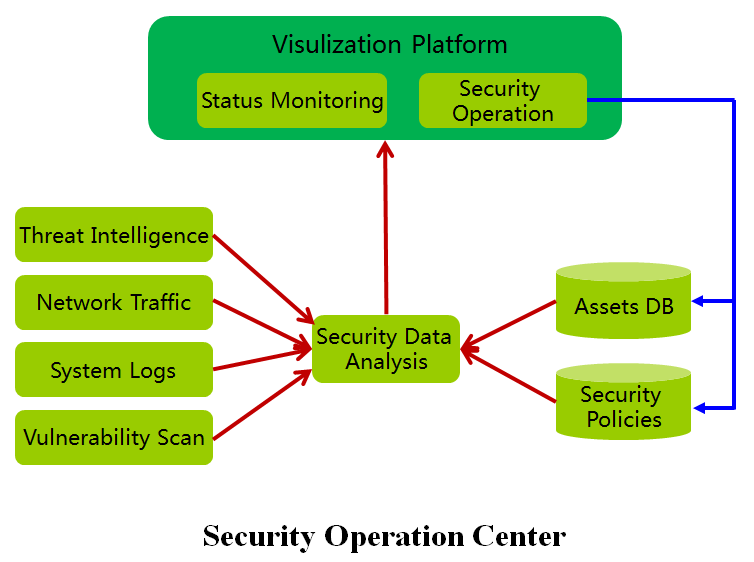 Visulization Platform
Status Monitoring
Security
Operation
Threat Intelligence
Network Traffic
System Logs
Vulnerability Scan
Security Data
Analysis
Assets DB
Security
Policies
Security Operation Center